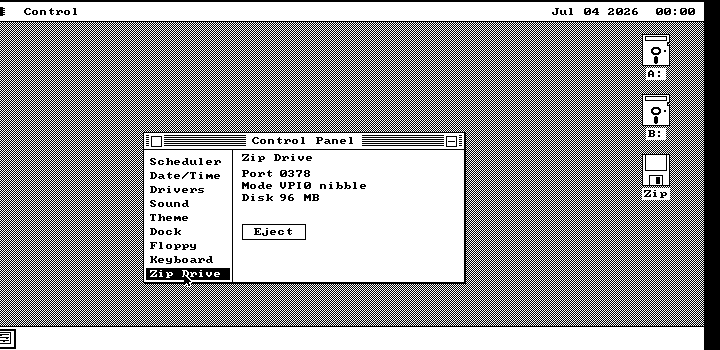 Control
Jul 04 2026 00:00
A:
B:
Zip
Control Panel
Scheduler
Date/Time
Drivers
Sound
Theme
Dock
Floppy
Keyboard
Zip Drive
Zip Drive
Port 0378
Mode VPI0 nibble
Disk 96 MB
Eject